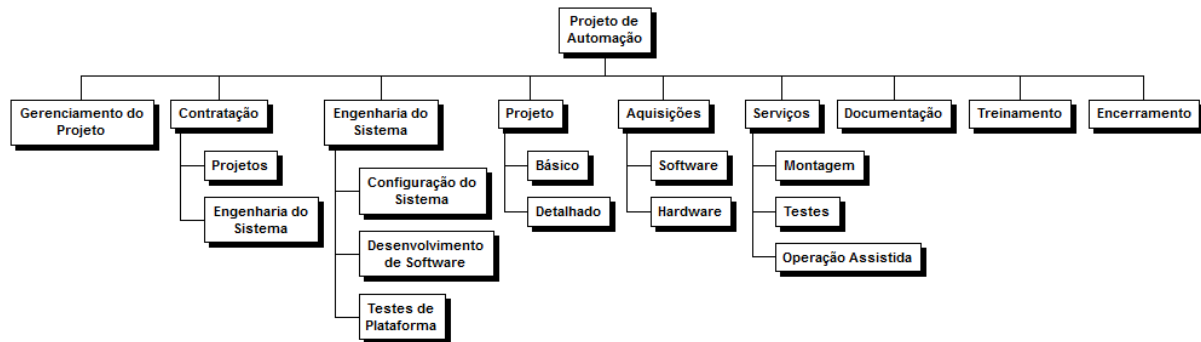 Projeto de
Automação
Gerenciamento do
Projeto
Contratação
Projetos
Engenharia do
Sistema
Engenharia do
Sistema
Configuração do
Sistema
Desenvolvimento
de Software
Testes de
Plataforma
Projeto
Básico
Detalhado
Aquisições
Software
Hardware
Serviços
Montagem
Testes
Operação Assistida
Documentação
Treinamento
Encerramento